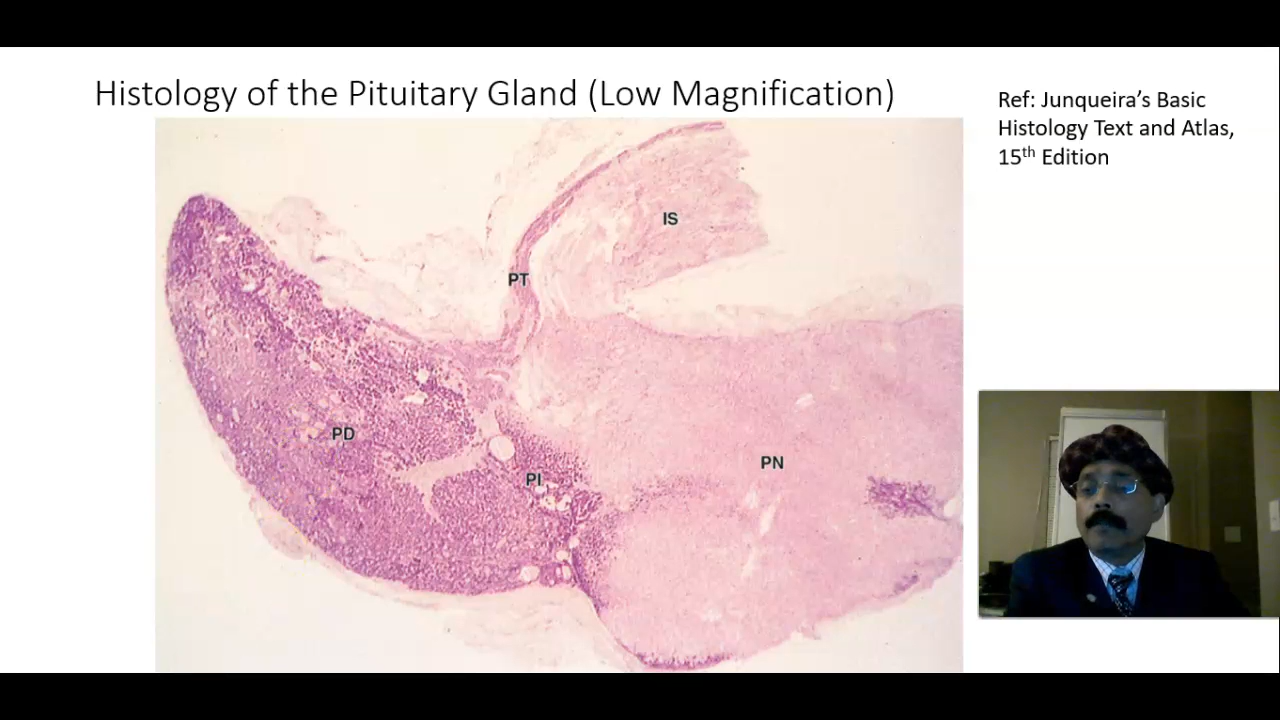 Histology of the Pituitary Gland (Low Magnification)
Ref: Junqueira’s Basic
Histology Text and Atlas,
15th Edition
IS
PT
PD
PN
PI